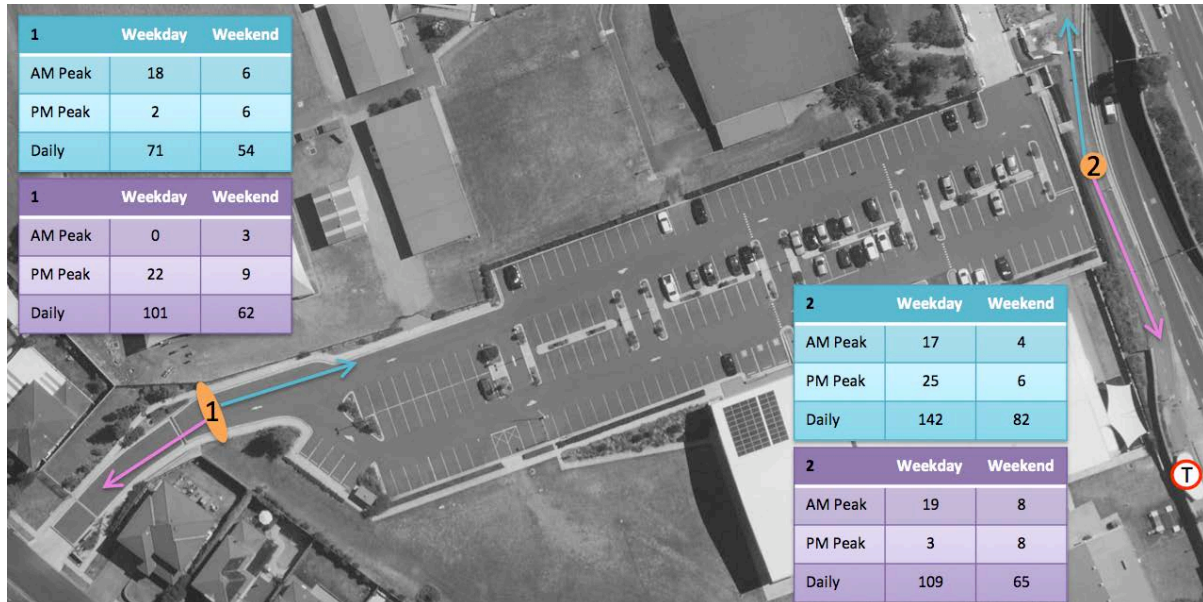 1 Weekday Weekend
AM Peak 18 6
PM Peak 2 6
Daily 71 54
1 Weekday Weekend
AM Peak 0 3
PM Peak 22 9
Daily 101 62
1
2
2 Weekday Weekend
AM Peak 17 4
PM Peak 25 6
Daily 142 82
2 Weekday Weekend
AM Peak 19 8
PM Peak 3 8
Daily 109 65
T